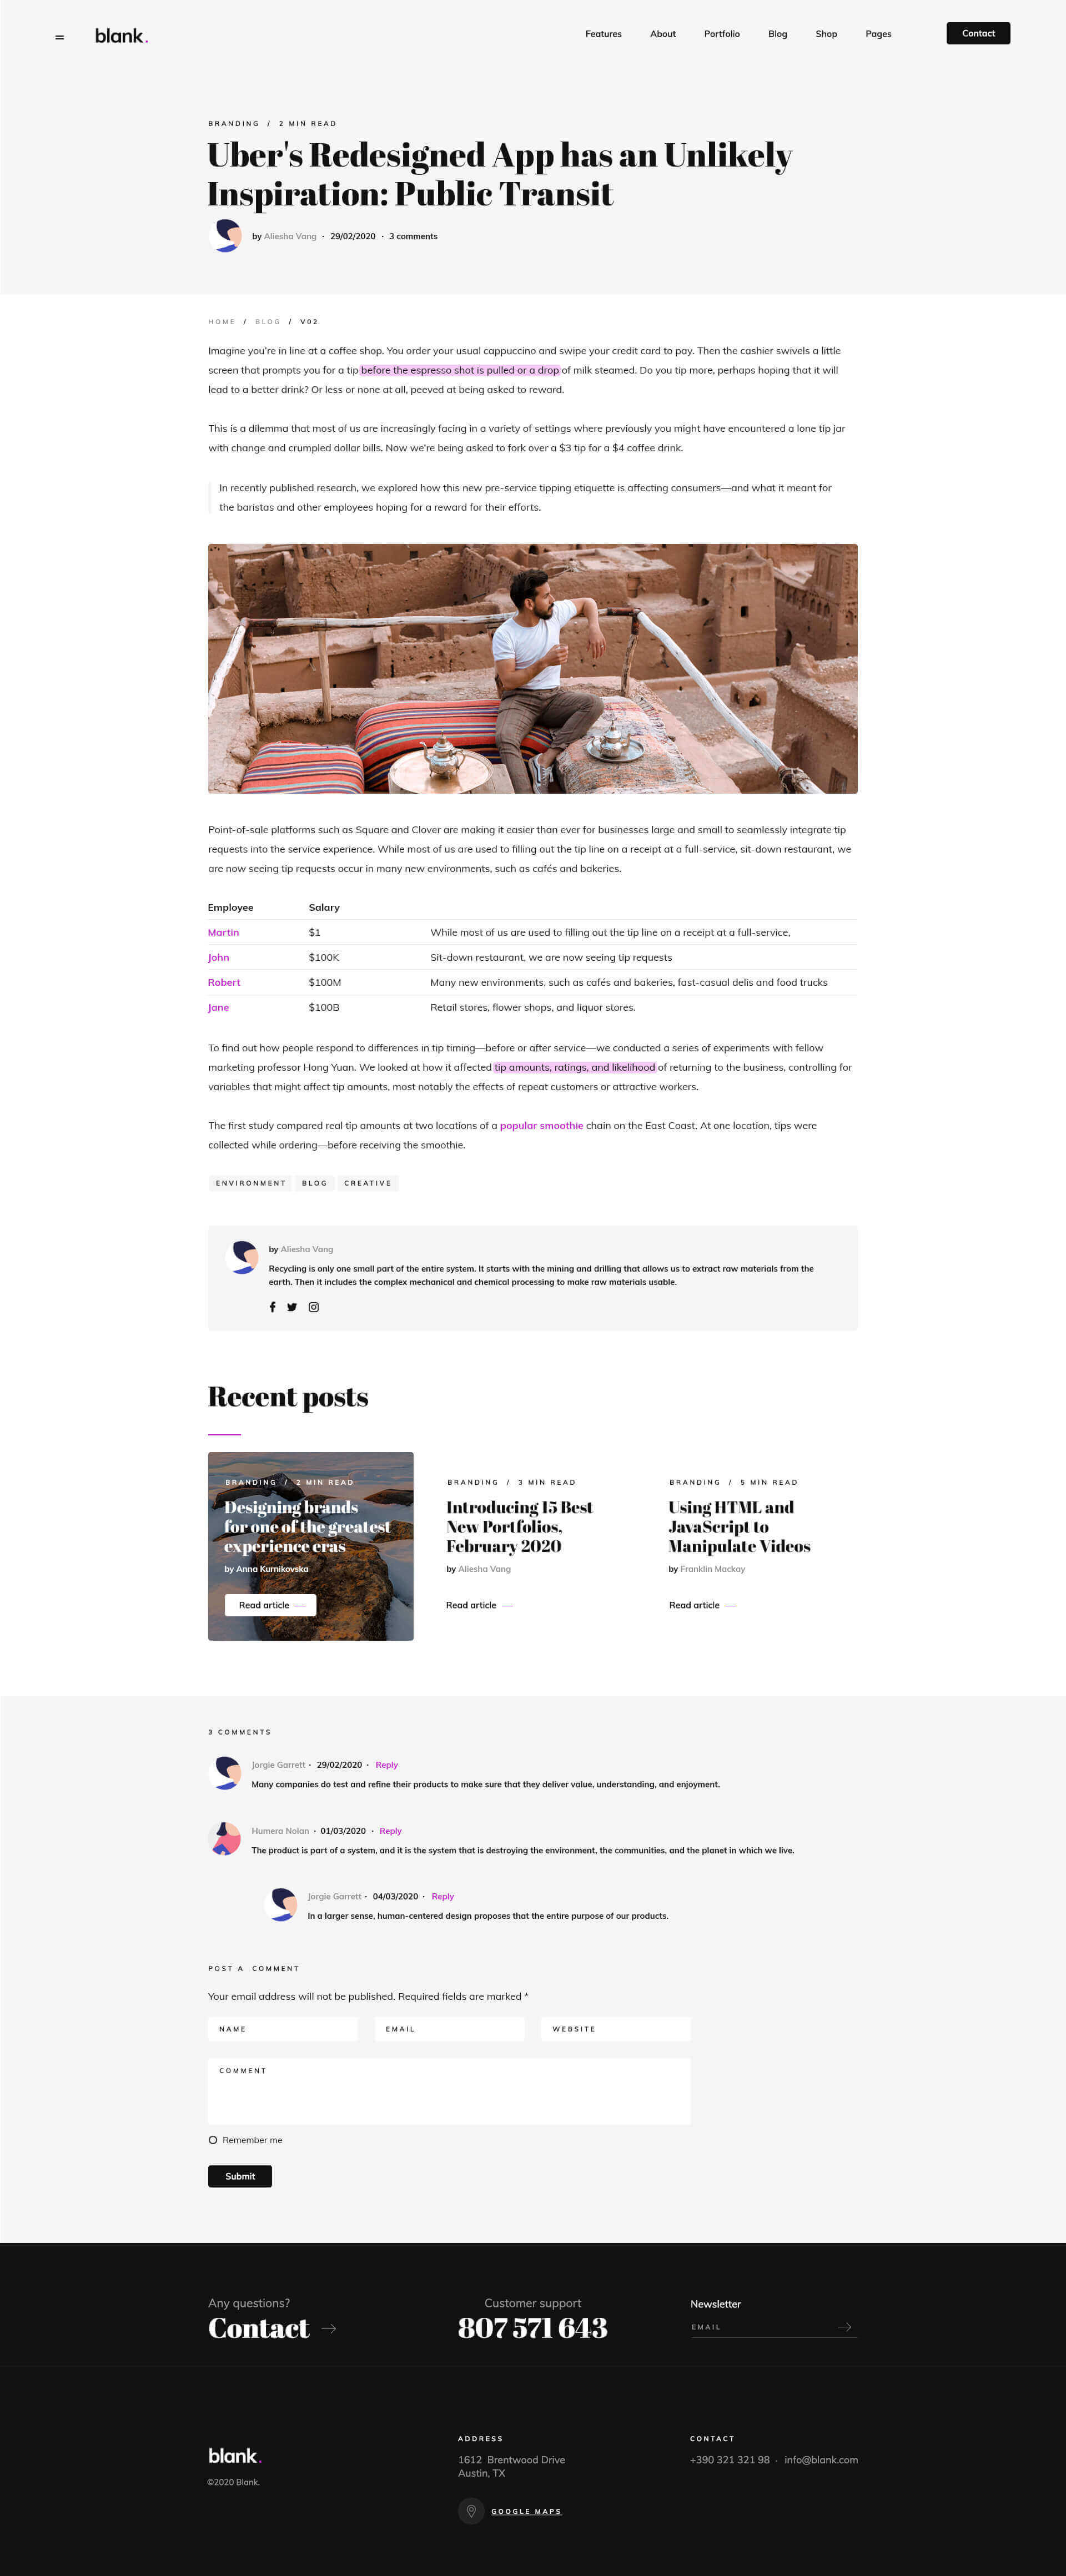 blank.
Features About Portfolio Blog Shop Pages Contact
BRANDING / 2 MIN READ
Uber's Redesigned App has an Unlikely
Inspiration: Public Transit
by Aliesha Vang · 29/02/2020 · 3 comments
HOME / BLOG / V02
Imagine you're in line at a coffee shop. You order your usual cappuccino and swipe your credit card to pay. Then the cashier swivels a little
screen that prompts you for a tip before the espresso shot is pulled or a drop of milk steamed. Do you tip more, perhaps hoping that it will
lead to a better drink? Or less or none at all, peeved at being asked to reward.
This is a dilemma that most of us are increasingly facing in a variety of settings where previously you might have encountered a lone tip jar
with change and crumpled dollar bills. Now we're being asked to fork over a $3 tip for a $4 coffee drink.
In recently published research, we explored how this new pre-service tipping etiquette is affecting consumers—and what it meant for
the baristas and other employees hoping for a reward for their efforts.
Point-of-sale platforms such as Square and Clover are making it easier than ever for businesses large and small to seamlessly integrate tip
requests into the service experience. While most of us are used to filling out the tip line on a receipt at a full-service, sit-down restaurant, we
are now seeing tip requests occur in many new environments, such as cafés and bakeries.
Employee Salary
Martin $1 While most of us are used to filling out the tip line on a receipt at a full-service,
John $100K Sit-down restaurant, we are now seeing tip requests
Robert $100M Many new environments, such as cafés and bakeries, fast-casual delis and food trucks
Jane $100B Retail stores, flower shops, and liquor stores.
To find out how people respond to differences in tip timing—before or after service—we conducted a series of experiments with fellow
marketing professor Hong Yuan. We looked at how it affected tip amounts, ratings, and likelihood of returning to the business, controlling for
variables that might affect tip amounts, most notably the effects of repeat customers or attractive workers.
The first study compared real tip amounts at two locations of a popular smoothie chain on the East Coast. At one location, tips were
collected while ordering—before receiving the smoothie.
ENVIRONMENT BLOG CREATIVE
by Aliesha Vang
Recycling is only one small part of the entire system. It starts with the mining and drilling that allows us to extract raw materials from the
earth. Then it includes the complex mechanical and chemical processing to make raw materials usable.
Recent posts
BRANDING / 2 MIN READ
Designing brands
for one of the greatest
experience eras
by Anna Kurnikovska
Read article
BRANDING / 3 MIN READ
Introducing 15 Best
New Portfolios,
February 2020
by Aliesha Vang
Read article
BRANDING / 5 MIN READ
Using HTML and
JavaScript to
Manipulate Videos
by Franklin Mackay
Read article
3 COMMENTS
Jorgie Garrett · 29/02/2020 · Reply
Many companies do test and refine their products to make sure that they deliver value, understanding, and enjoyment.
Humera Nolan · 01/03/2020 · Reply
The product is part of a system, and it is the system that is destroying the environment, the communities, and the planet in which we live.
Jorgie Garrett · 04/03/2020 · Reply
In a larger sense, human-centered design proposes that the entire purpose of our products.
POST A COMMENT
Your email address will not be published. Required fields are marked *
NAME EMAIL WEBSITE
COMMENT
Remember me
Submit
Any questions?
Contact
Customer support
807 571 643
Newsletter
EMAIL
blank.
©2020 Blank.
ADDRESS
1612 Brentwood Drive
Austin, TX
GOOGLE MAPS
CONTACT
+390 321 321 98 · info@blank.com